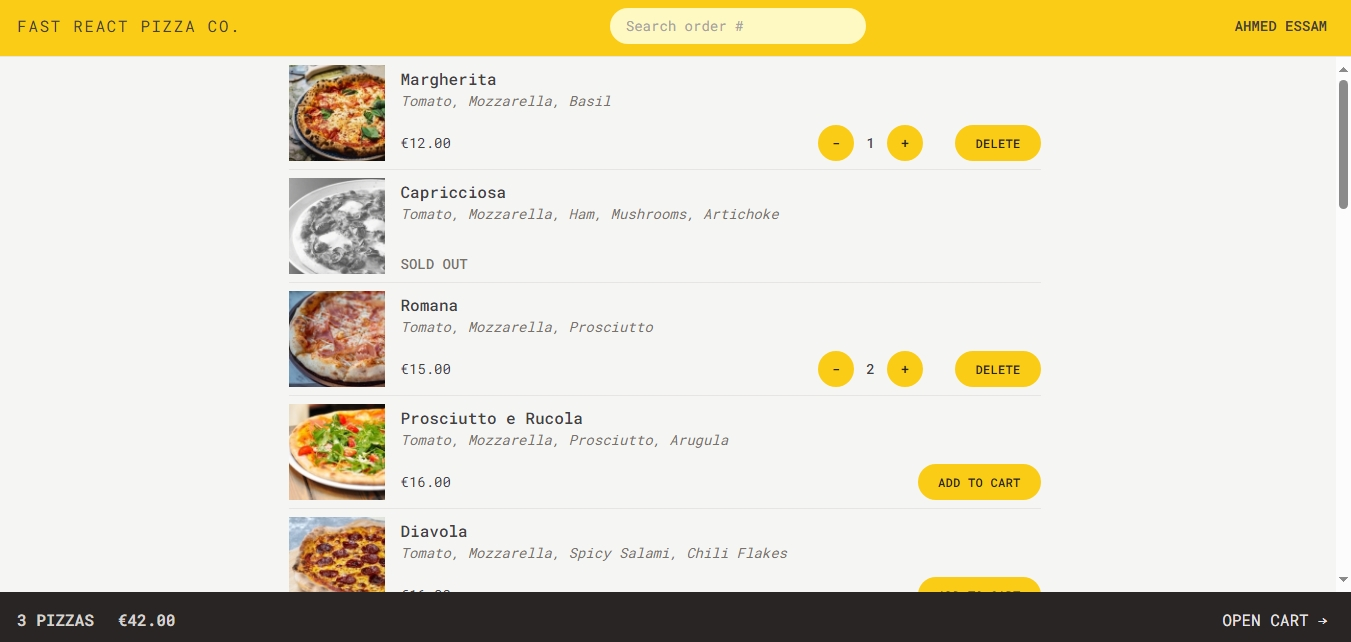 FAST REACT PIZZA CO.
Search order #
AHMED ESSAM
Margherita
Tomato, Mozzarella, Basil
€12.00
- 1 + DELETE
Capricciosa
Tomato, Mozzarella, Ham, Mushrooms, Artichoke
SOLD OUT
Romana
Tomato, Mozzarella, Prosciutto
€15.00
- 2 + DELETE
Prosciutto e Rucola
Tomato, Mozzarella, Prosciutto, Arugula
€16.00
ADD TO CART
Diavola
Tomato, Mozzarella, Spicy Salami, Chili Flakes
3 PIZZAS €42.00
OPEN CART →